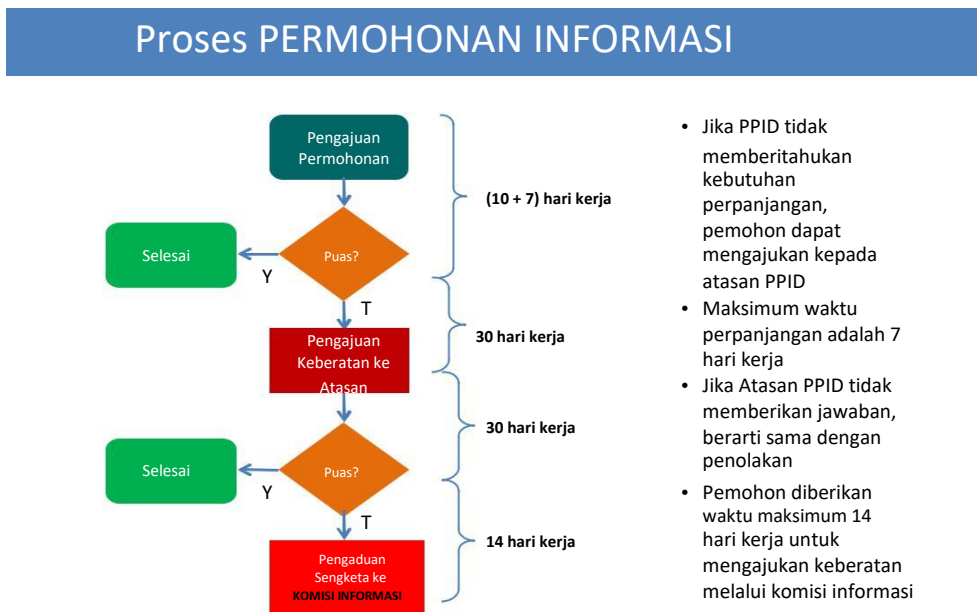 Proses PERMOHONAN INFORMASI
Pengajuan
Permohonan
(10 + 7) hari kerja
Selesai
Puas?
Y
T
Pengajuan
Keberatan ke
Atasan
30 hari kerja
30 hari kerja
Selesai
Puas?
Y
T
14 hari kerja
Pengaduan
Sengketa ke
KOMISI INFORMASI
• Jika PPID tidak
memberitahukan
kebutuhan
perpanjangan,
pemohon dapat
mengajukan kepada
atasan PPID
• Maksimum waktu
perpanjangan adalah 7
hari kerja
• Jika Atasan PPID tidak
memberikan jawaban,
berarti sama dengan
penolakan
• Pemohon diberikan
waktu maksimum 14
hari kerja untuk
mengajukan keberatan
melalui komisi informasi